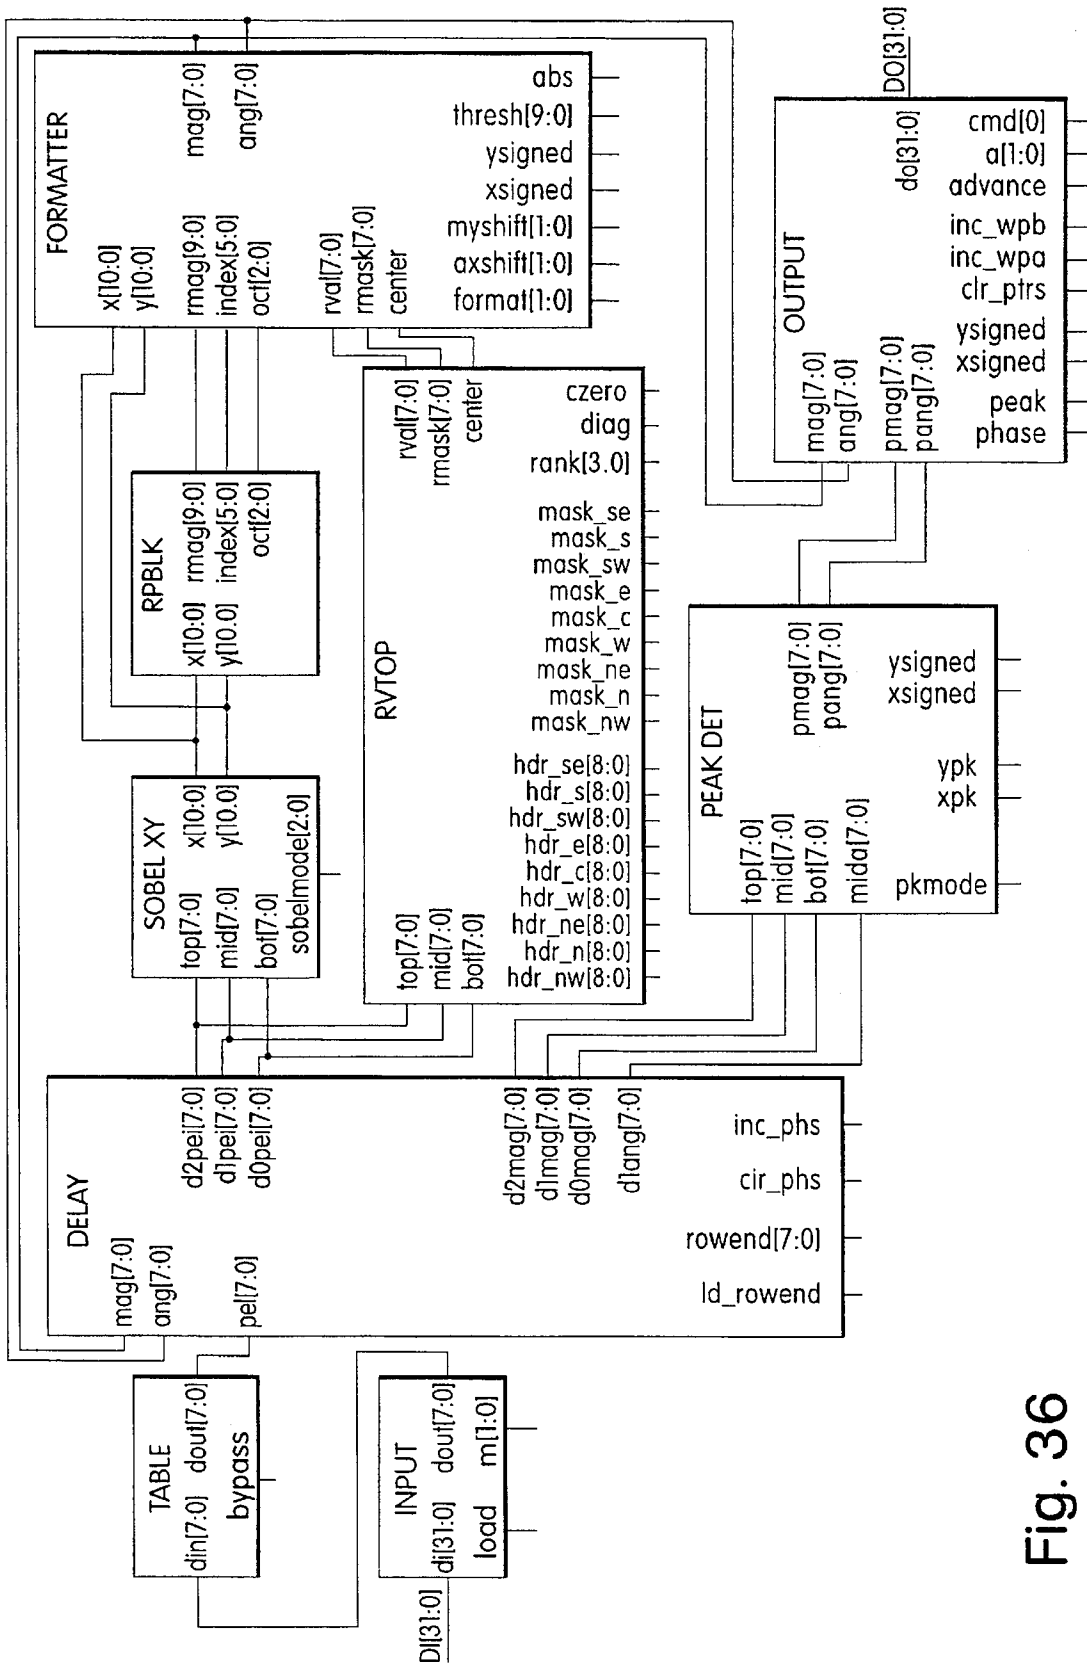 DI[31:0]
INPUT
di[31:0] dout[7:0]
load m[1:0]
TABLE
din[7:0] dout[7:0]
bypass
DELAY
mag[7:0]
ang[7:0]
pel[7:0]
d2pei[7:0]
d1pei[7:0]
d0pei[7:0]
d2mag[7:0]
d1mag[7:0]
d0mag[7:0]
d1ang[7:0]
ld_rowend
rowend[7:0]
cir_phs
inc_phs
SOBEL XY
top[7:0] x[10:0]
mid[7:0] y[10.0]
bot[7:0]
sobelmode[2:0]
RPBLK
x[10:0] rmag[9:0]
y[10.0] index[5:0]
oct[2:0]
FORMATTER
x[10:0]
y[10:0]
rmag[9:0] mag[7:0]
index[5:0]
oct[2:0] ang[7:0]
rval[7:0]
rmask[7:0]
center
format[1:0]
axshift[1:0]
myshift[1:0]
xsigned
ysigned
thresh[9:0]
abs
RVTOP
top[7:0] rval[7:0]
mid[7:0] rmask[7:0]
bot[7:0] center
hdr_nw[8:0]
hdr_n[8:0]
hdr_ne[8:0]
hdr_w[8:0]
hdr_c[8:0]
hdr_e[8:0]
hdr_sw[8:0]
hdr_s[8:0]
hdr_se[8:0]
mask_nw
mask_n
mask_ne
mask_w
mask_c
mask_e
mask_sw
mask_s
mask_se
rank[3.0]
diag
czero
PEAK DET
top[7:0]
mid[7:0] pmag[7:0]
bot[7:0] pang[7:0]
mida[7:0]
pkmode
xpk
ypk
xsigned
ysigned
OUTPUT
mag[7:0]
ang[7:0]
pmag[7:0] do[31:0]
pang[7:0]
phase
peak
xsigned
ysigned
clr_ptrs
inc_wpa
inc_wpb
advance
a[1:0]
cmd[0]
DO[31:0]
Fig. 36